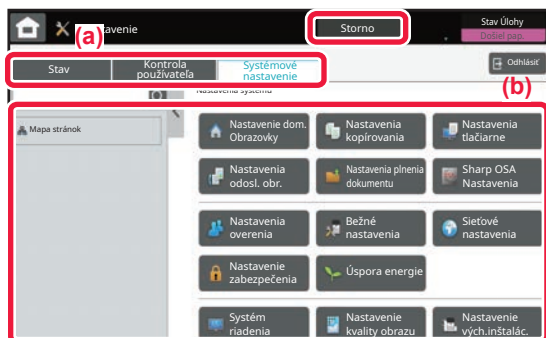 Nastavenie
Storno
Stav Úlohy
Došiel pap.
(a)
Stav
Kontrola
používateľa
Systémové
nastavenie
Odhlásiť
(b)
Nastavenia systému
Mapa stránok
Nastavenie dom.
Obrazovky
Nastavenia
kopírovania
Nastavenia
tlačiarne
Nastavenia
odosl. obr.
Nastavenia plnenia
dokumentu
Sharp OSA
Nastavenia
Nastavenia
overenia
Bežné
nastavenia
Sieťové
nastavenia
Nastavenie
zabezpečenia
Úspora energie
Systém
riadenia
Nastavenie
kvality obrazu
Nastavenie
vých.inštalác.